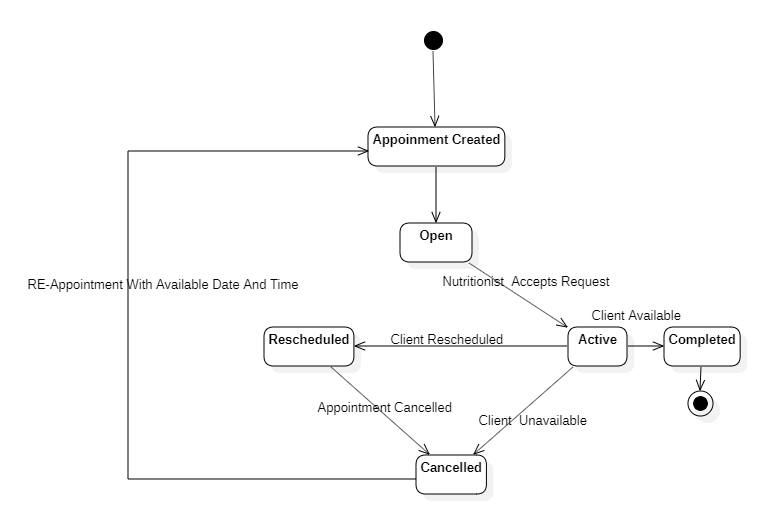 Appoinment Created
Open
Nutritionist Accepts Request
RE-Appointment With Available Date And Time
Client Available
Rescheduled
Client Rescheduled
Active
Completed
Appointment Cancelled
Client Unavailable
Cancelled